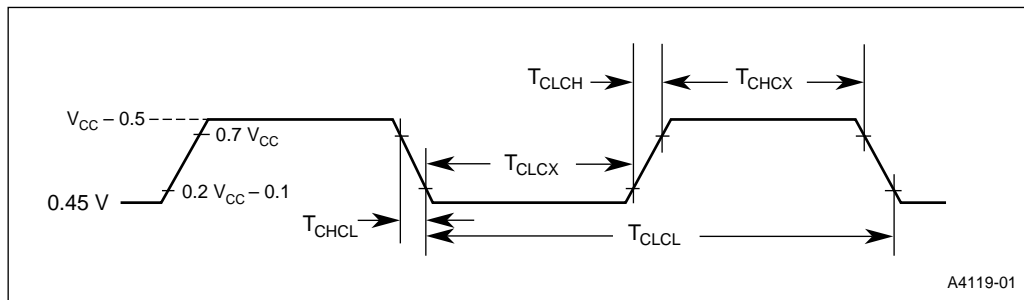 T_CLCH
T_CHCX
V_CC – 0.5
0.7 V_CC
T_CLCX
0.2 V_CC – 0.1
0.45 V
T_CHCL
T_CLCL
A4119-01